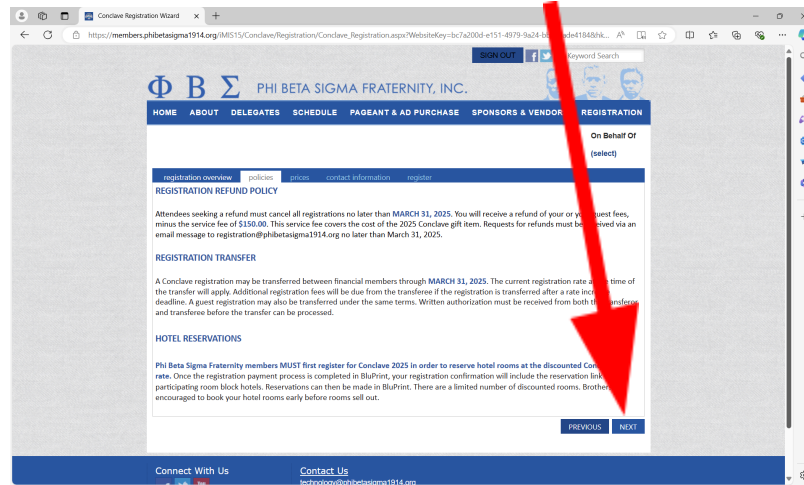 Conclave Registration Wizard
https://members.phibetasigma1914.org/iMIS15/Conclave/Registration/Conclave_Registration.aspx?WebsiteKey=bc7a200d-e151-4979-9a24-
SIGN OUT
Keyword Search
Φ Β Σ PHI BETA SIGMA FRATERNITY, INC.
HOME ABOUT DELEGATES SCHEDULE PAGEANT & AD PURCHASE SPONSORS & VENDOR REGISTRATION
On Behalf Of
(select)
registration overview policies prices contact information register
REGISTRATION REFUND POLICY
Attendees seeking a refund must cancel all registrations no later than MARCH 31, 2025. You will receive a refund of your or guest fees,
minus the service fee of $150.00. This service fee covers the cost of the 2025 Conclave gift item. Requests for refunds must be received via an
email message to registration@phibetasigma1914.org no later than March 31, 2025.
REGISTRATION TRANSFER
A Conclave registration may be transferred between financial members through MARCH 31, 2025. The current registration rate time of
the transfer will apply. Additional registration fees will be due from the transferee if the registration is transferred after a rate
deadline. A guest registration may also be transferred under the same terms. Written authorization must be received from both transferor
and transferee before the transfer can be processed.
HOTEL RESERVATIONS
Phi Beta Sigma Fraternity members MUST first register for Conclave 2025 in order to reserve hotel rooms at the discounted
rate. Once the registration payment process is completed in BluPrint, your registration confirmation will include the reservation
participating room block hotels. Reservations can then be made in BluPrint. There are a limited number of discounted rooms.
encouraged to book your hotel rooms early before rooms sell out.
PREVIOUS NEXT
Connect With Us Contact Us
technology@phibetasigma1914.org